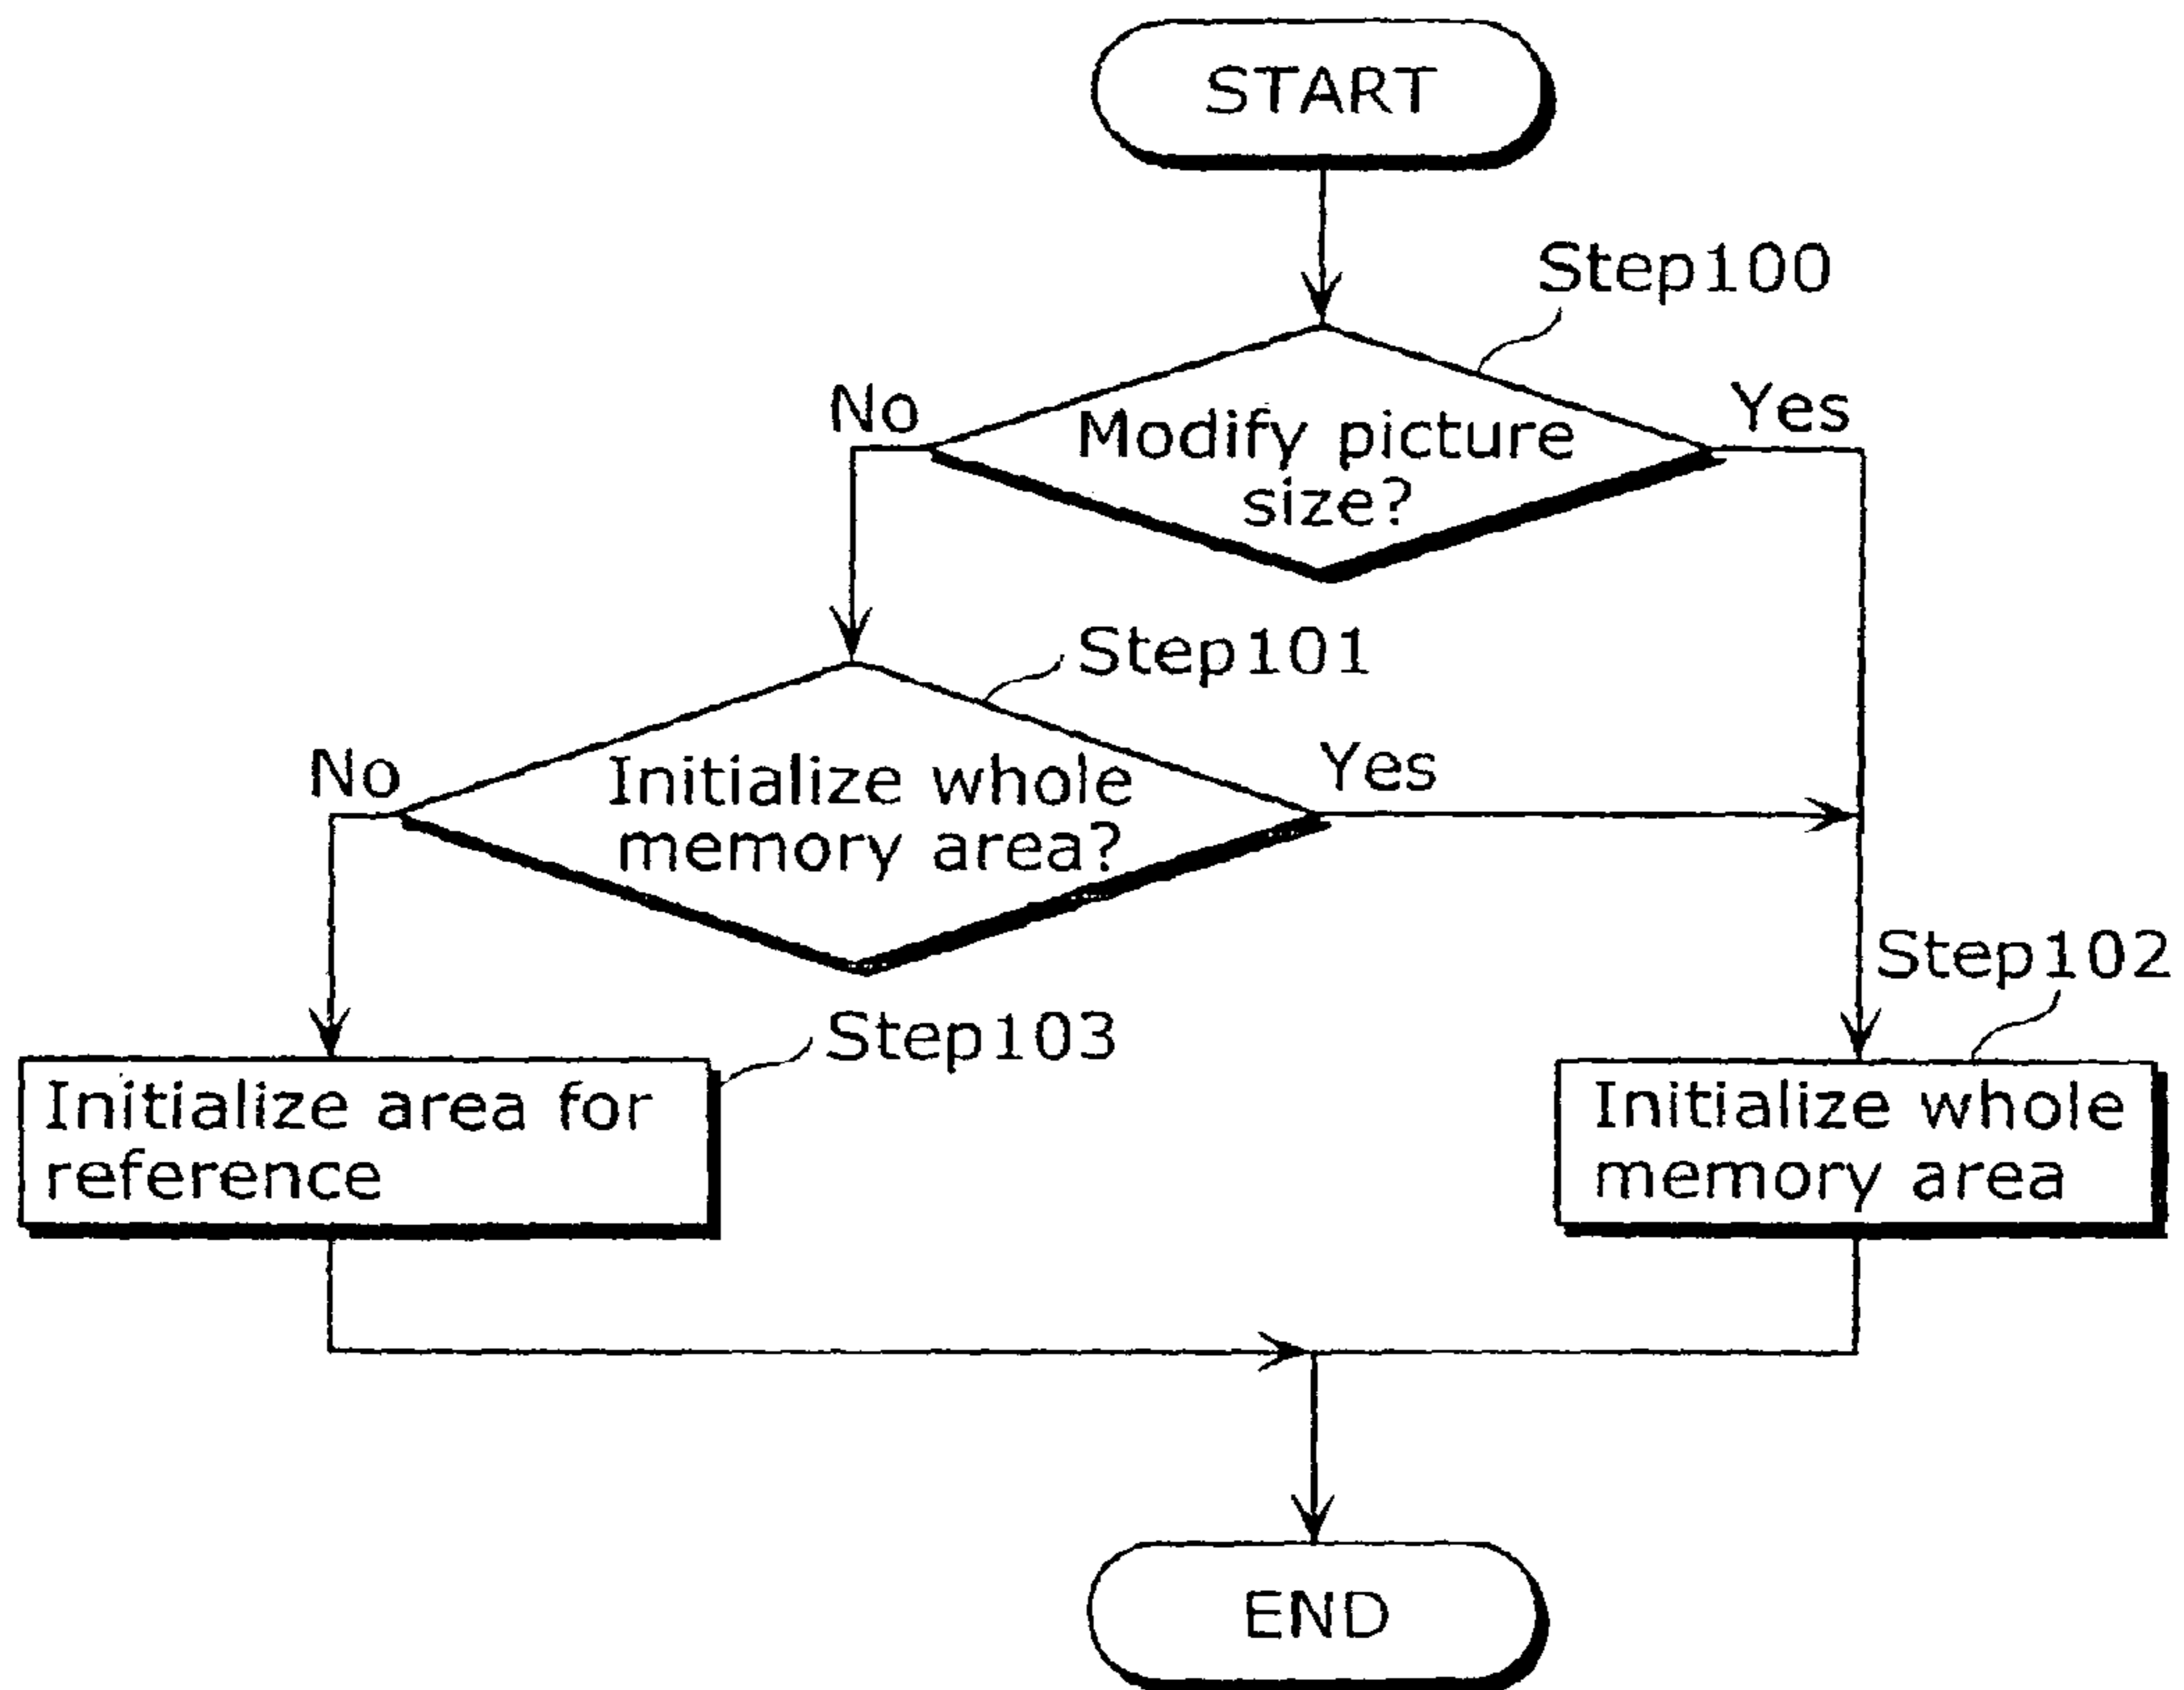 START
Step100
No
Yes
Modify picture
size?
Step101
No
Yes
Initialize whole
memory area?
Step102
Step103
Initialize area for
reference
Initialize whole
memory area
END